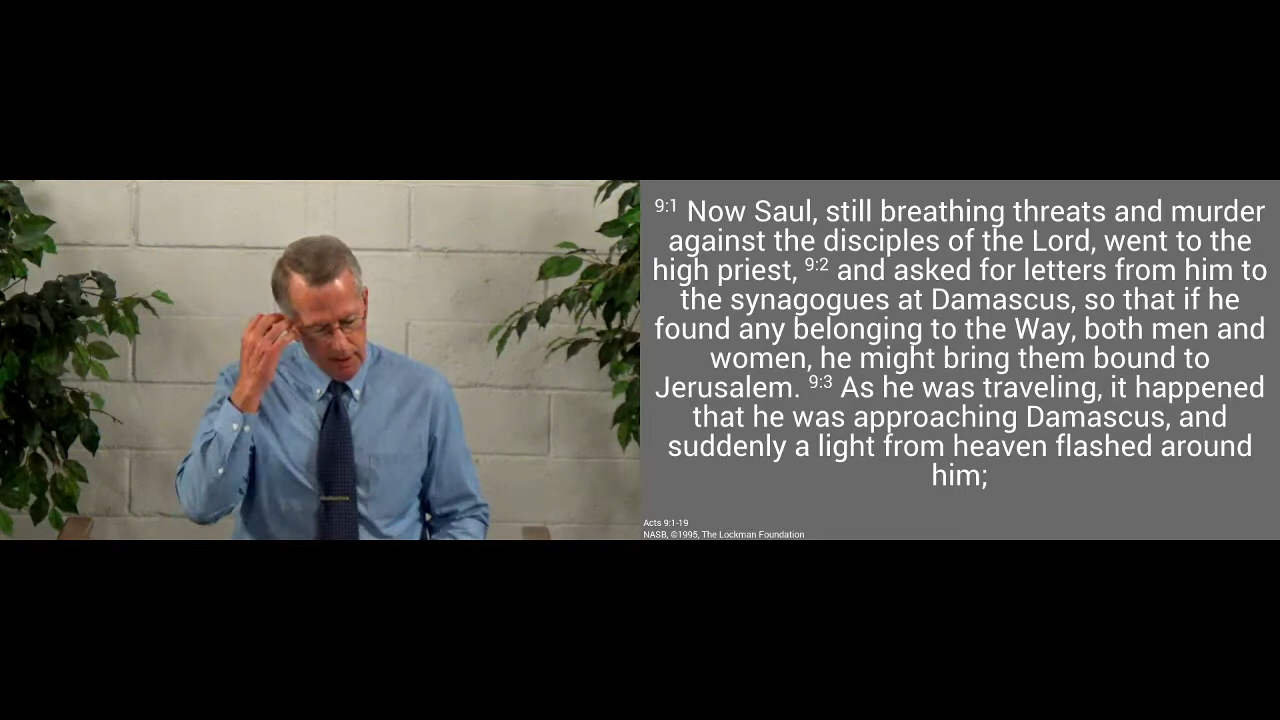 9:1 Now Saul, still breathing threats and murder
against the disciples of the Lord, went to the
high priest, 9:2 and asked for letters from him to
the synagogues at Damascus, so that if he
found any belonging to the Way, both men and
women, he might bring them bound to
Jerusalem. 9:3 As he was traveling, it happened
that he was approaching Damascus, and
suddenly a light from heaven flashed around
him;
Acts 9:1-19
NASB, ©1995, The Lockman Foundation